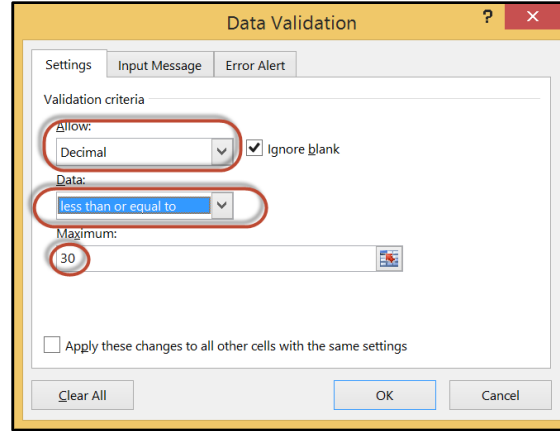 Data Validation ?
Settings Input Message Error Alert
Validation criteria
Allow:
Decimal Ignore blank
Data:
less than or equal to
Maximum:
30
Apply these changes to all other cells with the same settings
Clear All OK Cancel